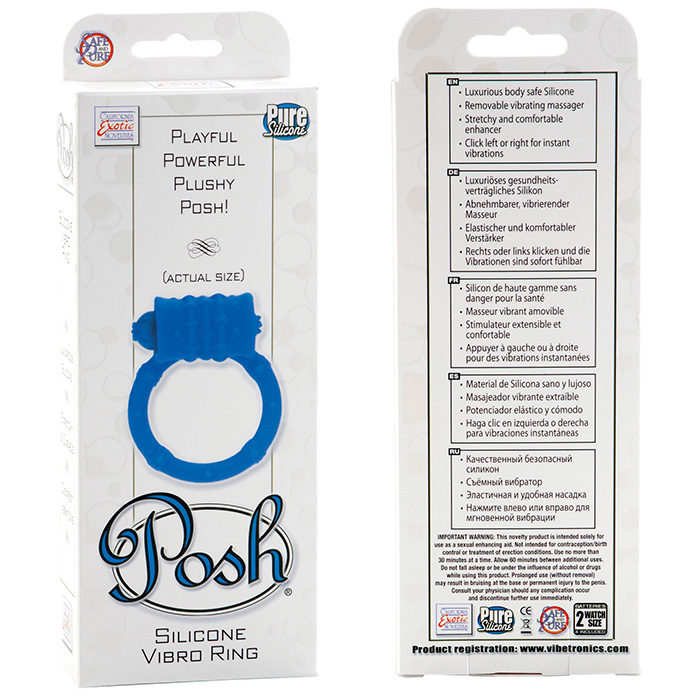 SAFE AND PURE
CALIFORNIA
Exotic
NOVELTIES
Pure
Silicone
PLAYFUL
POWERFUL
PLUSHY
POSH!
(ACTUAL SIZE)
Posh®
SILICONE
VIBRO RING
EN
• Luxurious body safe Silicone
• Removable vibrating massager
• Stretchy and comfortable
enhancer
• Click left or right for instant
vibrations
DE
• Luxuriöses gesundheits-
verträgliches Silikon
• Abnehmbarer, vibrierender
Masseur
• Elastischer und komfortabler
Verstärker
• Rechts oder links klicken und die
Vibrationen sind sofort fühlbar
FR
• Silicon de haute gamme sans
danger pour la santé
• Masseur vibrant amovible
• Stimulateur extensible et
confortable
• Appuyer à gauche ou à droite
pour des vibrations instantanées
ES
• Material de Silicona sano y lujoso
• Masajeador vibrante extraíble
• Potenciador elástico y cómodo
• Haga clic en izquierda o derecha
para vibraciones instantáneas
RU
• Качественный безопасный
силикон
• Съёмный вибратор
• Эластичная и удобная насадка
• Нажмите влево или вправо для
мгновенной вибрации
IMPORTANT WARNING: This novelty product is intended solely for
use as a sexual enhancing aid. Not intended for contraception/birth
control or treatment of erection conditions. Use no more than
30 minutes at a time. Allow 60 minutes between additional uses.
Do not fall asleep or be under the influence of alcohol or drugs
while using this product. Prolonged use (without removal)
may result in bruising at the base or permanent injury to the penis.
Consult your physician should any complication occur
and discontinue further use immediately.
CALIFORNIA
Exotic
NOVELTIES
Pure
Silicone
CE
SAFE AND PURE
BATTERIES
2 WATCH SIZE
INCLUDED
Product registration: www.vibetronics.com